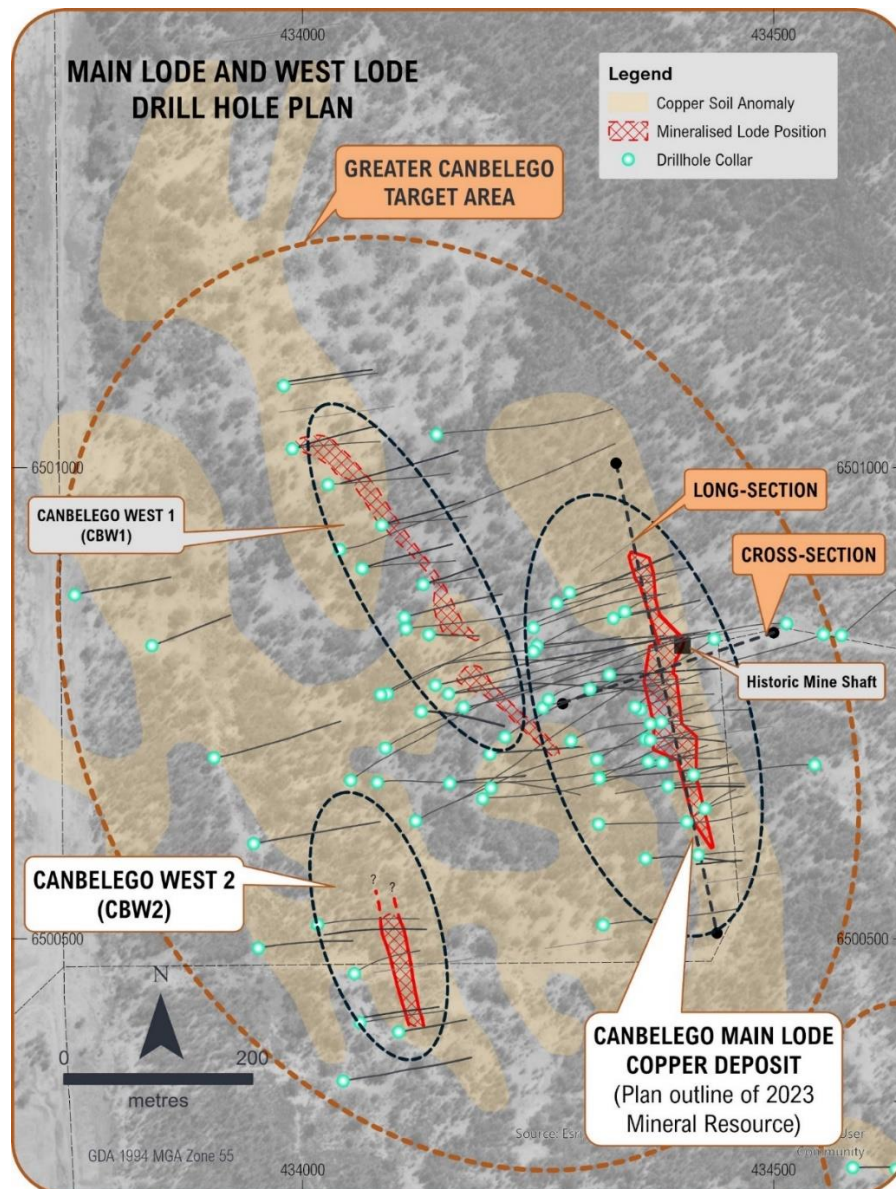 434000
434500
MAIN LODE AND WEST LODE
DRILL HOLE PLAN
Legend
Copper Soil Anomaly
Mineralised Lode Position
Drillhole Collar
GREATER CANBELEGO
TARGET AREA
6501000
6501000
LONG-SECTION
CANBELEGO WEST 1
(CBW1)
CROSS-SECTION
Historic Mine Shaft
CANBELEGO WEST 2
(CBW2)
? ?
6500500
6500500
N
0 200
metres
CANBELEGO MAIN LODE
COPPER DEPOSIT
(Plan outline of 2023
Mineral Resource)
Source: Esri
User
Community
GDA 1994 MGA Zone 55
434000
434500